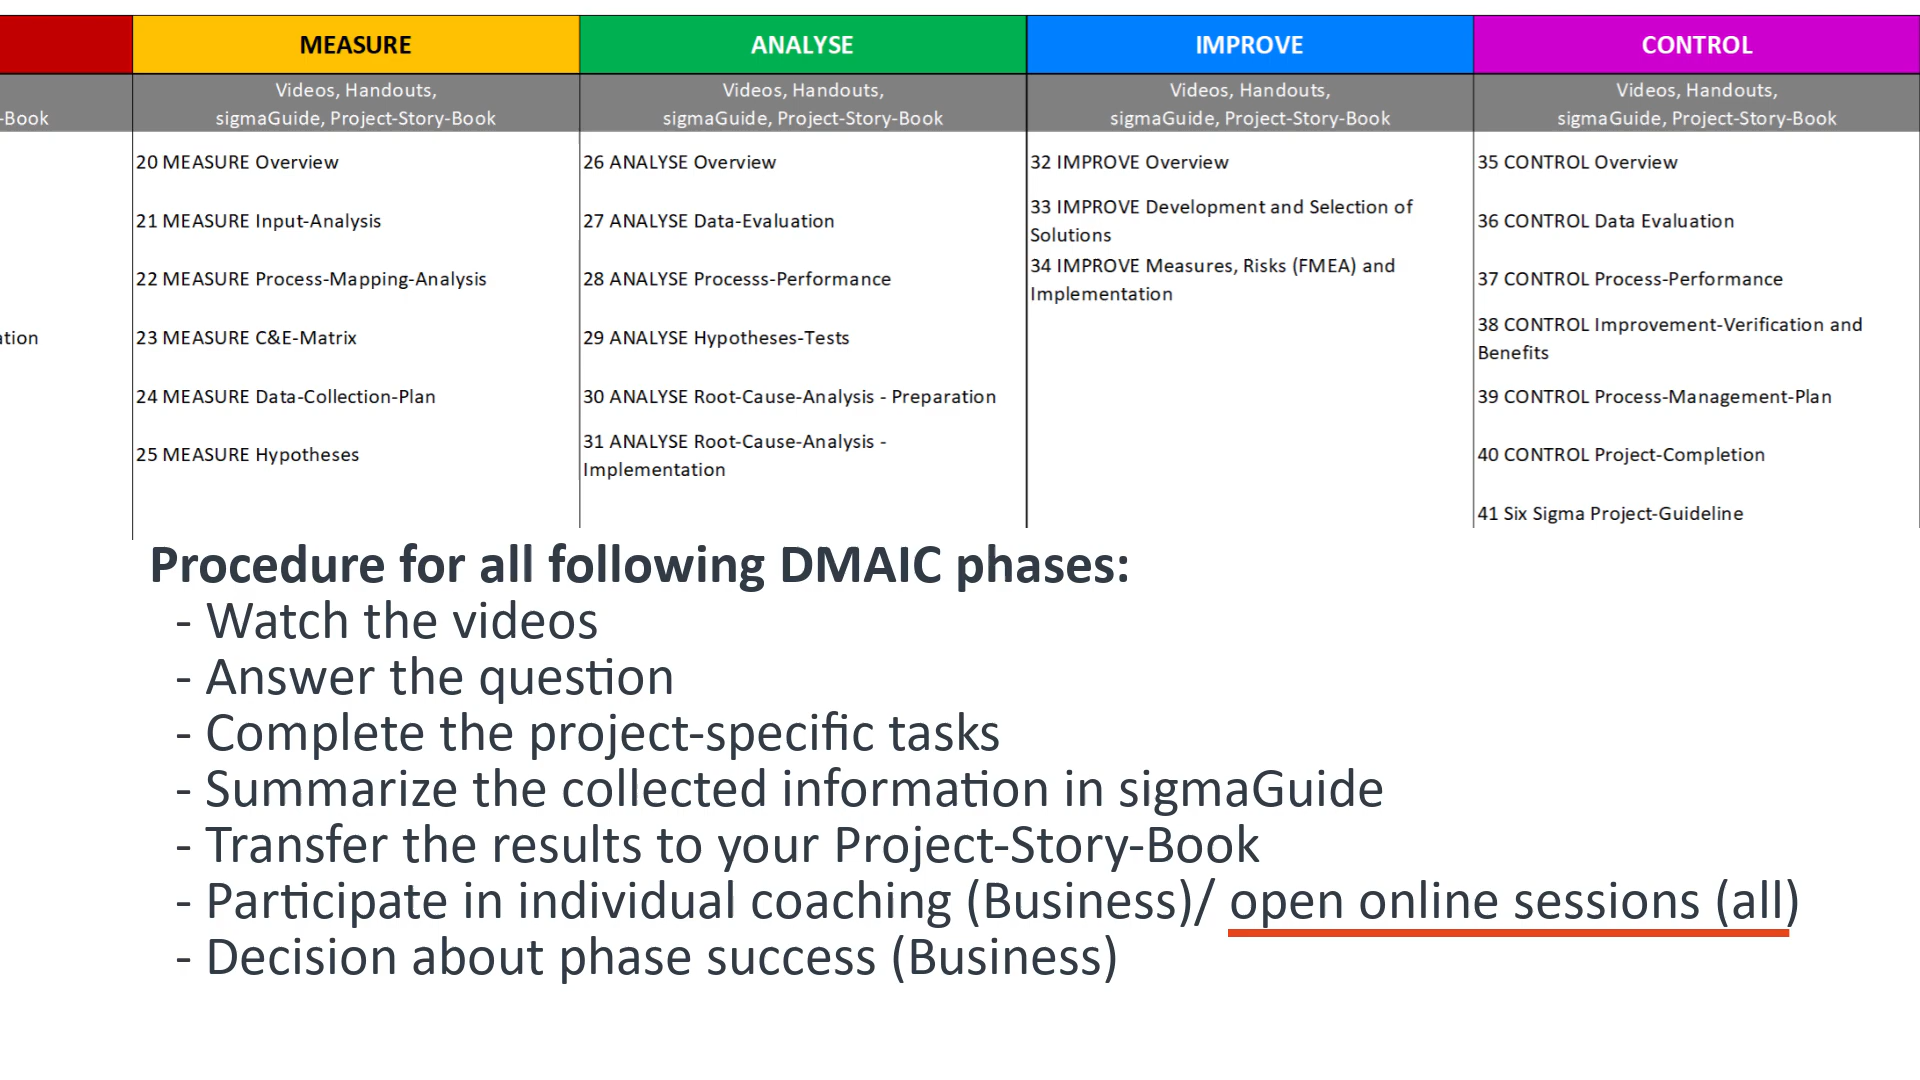 MEASURE
ANALYSE
IMPROVE
CONTROL
-Book
Videos, Handouts,
sigmaGuide, Project-Story-Book
Videos, Handouts,
sigmaGuide, Project-Story-Book
Videos, Handouts,
sigmaGuide, Project-Story-Book
Videos, Handouts,
sigmaGuide, Project-Story-Book
20 MEASURE Overview
21 MEASURE Input-Analysis
22 MEASURE Process-Mapping-Analysis
23 MEASURE C&E-Matrix
24 MEASURE Data-Collection-Plan
25 MEASURE Hypotheses
26 ANALYSE Overview
27 ANALYSE Data-Evaluation
28 ANALYSE Processs-Performance
29 ANALYSE Hypotheses-Tests
30 ANALYSE Root-Cause-Analysis - Preparation
31 ANALYSE Root-Cause-Analysis -
Implementation
32 IMPROVE Overview
33 IMPROVE Development and Selection of
Solutions
34 IMPROVE Measures, Risks (FMEA) and
Implementation
35 CONTROL Overview
36 CONTROL Data Evaluation
37 CONTROL Process-Performance
38 CONTROL Improvement-Verification and
Benefits
39 CONTROL Process-Management-Plan
40 CONTROL Project-Completion
41 Six Sigma Project-Guideline
Procedure for all following DMAIC phases:
- Watch the videos
- Answer the question
- Complete the project-specific tasks
- Summarize the collected information in sigmaGuide
- Transfer the results to your Project-Story-Book
- Participate in individual coaching (Business)/ open online sessions (all)
- Decision about phase success (Business)